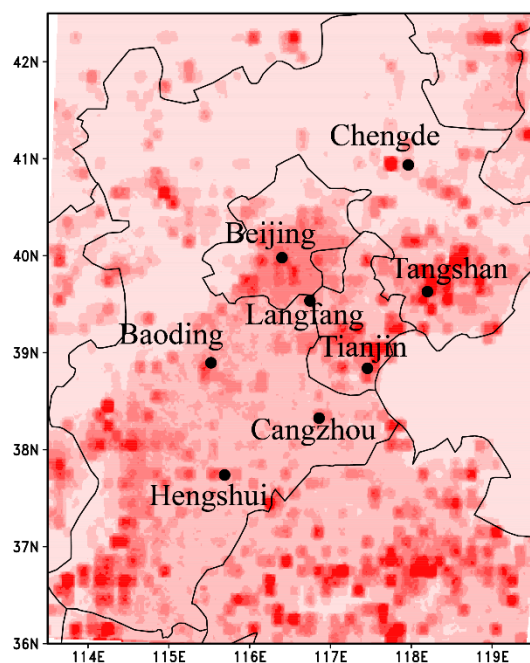 42N
Chengde
41N
Beijing
40N
Tangshan
Langfang
Baoding
Tianjin
39N
Cangzhou
38N
Hengshui
37N
36N
114E 115E 116E 117E 118E 119E